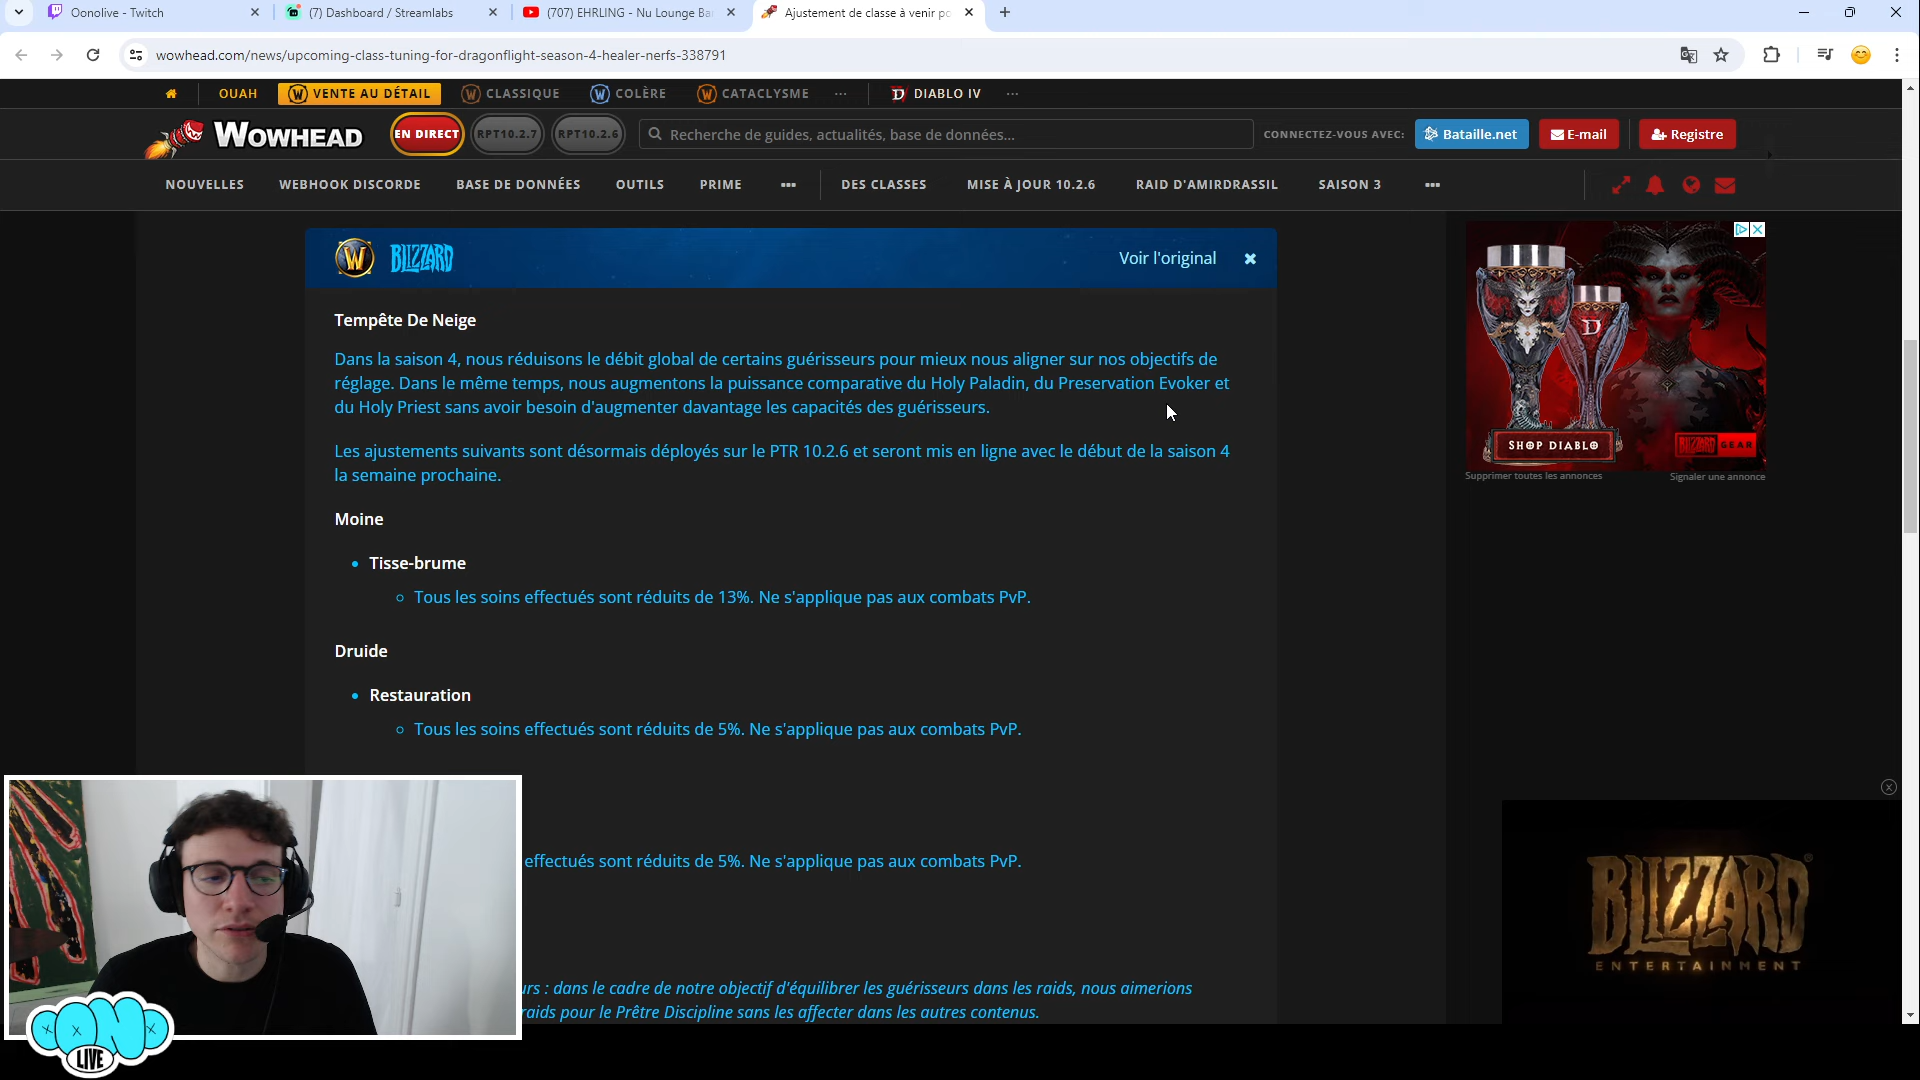 Oonolive - Twitch
(7) Dashboard / Streamlabs
(707) EHRLING - Nu Lounge Ba
Ajustement de classe à venir po
wowhead.com/news/upcoming-class-tuning-for-dragonflight-season-4-healer-nerfs-338791
OUAH
VENTE AU DÉTAIL
CLASSIQUE
COLÈRE
CATACLYSME
DIABLO IV
WOWHEAD
EN DIRECT
RPT10.2.7
RPT10.2.6
Recherche de guides, actualités, base de données...
CONNECTEZ-VOUS AVEC:
Bataille.net
E-mail
Registre
NOUVELLES
WEBHOOK DISCORDE
BASE DE DONNÉES
OUTILS
PRIME
DES CLASSES
MISE À JOUR 10.2.6
RAID D'AMIRDRASSIL
SAISON 3
BLIZZARD
Voir l'original
Tempête De Neige
Dans la saison 4, nous réduisons le débit global de certains guérisseurs pour mieux nous aligner sur nos objectifs de
réglage. Dans le même temps, nous augmentons la puissance comparative du Holy Paladin, du Preservation Evoker et
du Holy Priest sans avoir besoin d'augmenter davantage les capacités des guérisseurs.
Les ajustements suivants sont désormais déployés sur le PTR 10.2.6 et seront mis en ligne avec le début de la saison 4
la semaine prochaine.
Moine
Tisse-brume
Tous les soins effectués sont réduits de 13%. Ne s'applique pas aux combats PvP.
Druide
Restauration
Tous les soins effectués sont réduits de 5%. Ne s'applique pas aux combats PvP.
effectués sont réduits de 5%. Ne s'applique pas aux combats PvP.
urs : dans le cadre de notre objectif d'équilibrer les guérisseurs dans les raids, nous aimerions
raids pour le Prêtre Discipline sans les affecter dans les autres contenus.
SHOP DIABLO
BLIZZARD GEAR
Supprimer toutes les annonces
Signaler une annonce
BLIZZARD
ENTERTAINMENT
OONO
LIVE